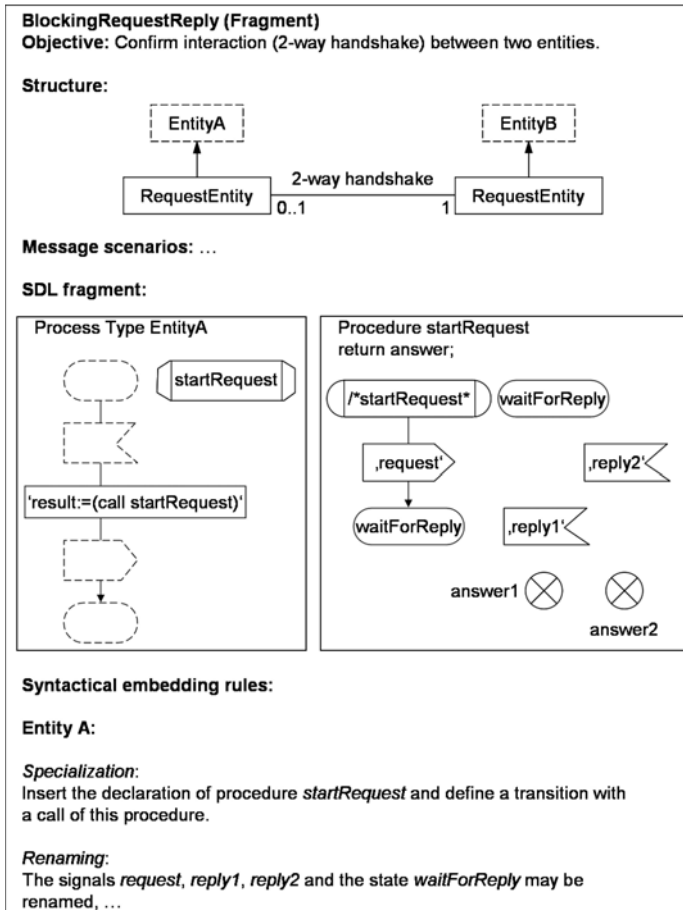 BlockingRequestReply (Fragment)
Objective: Confirm interaction (2-way handshake) between two entities.
Structure:
EntityA
EntityB
2-way handshake
RequestEntity
RequestEntity
0..1
1
Message scenarios: …
SDL fragment:
Process Type EntityA
startRequest
‘result:=(call startRequest)‘
Procedure startRequest
return answer;
/*startRequest*
waitForReply
‚request‘
‚reply2‘
waitForReply
‚reply1‘
answer1
answer2
Syntactical embedding rules:
Entity A:
Specialization:
Insert the declaration of procedure startRequest and define a transition with
a call of this procedure.
Renaming:
The signals request, reply1, reply2 and the state waitForReply may be
renamed, …